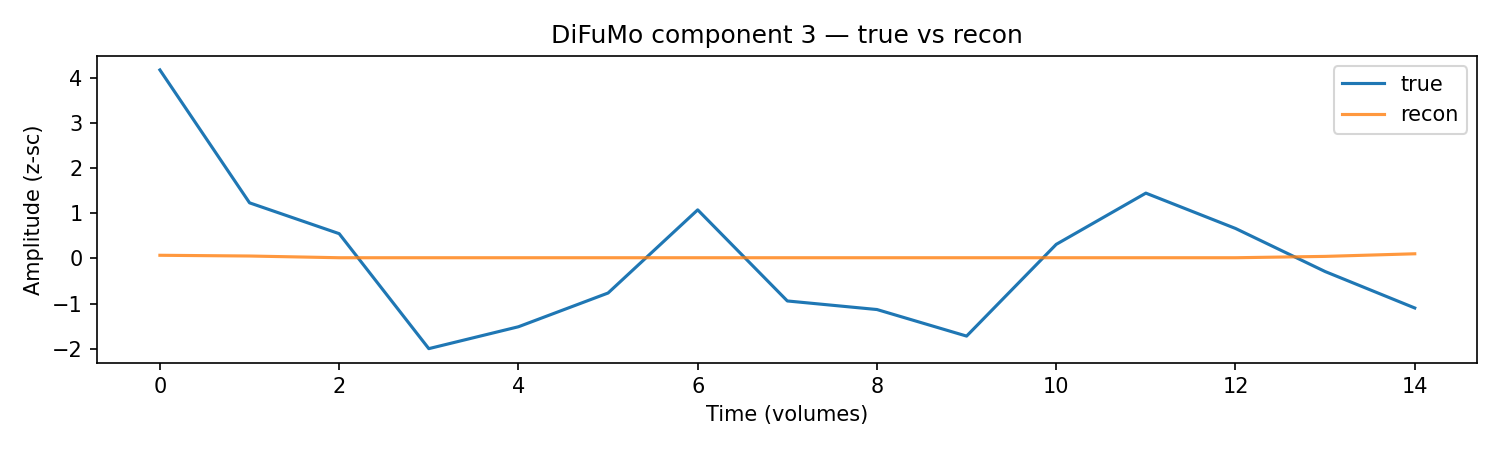 DiFuMo component 3 — true vs recon
true
recon
Amplitude (z-sc)
4
3
2
1
0
−1
−2
0 2 4 6 8 10 12 14
Time (volumes)